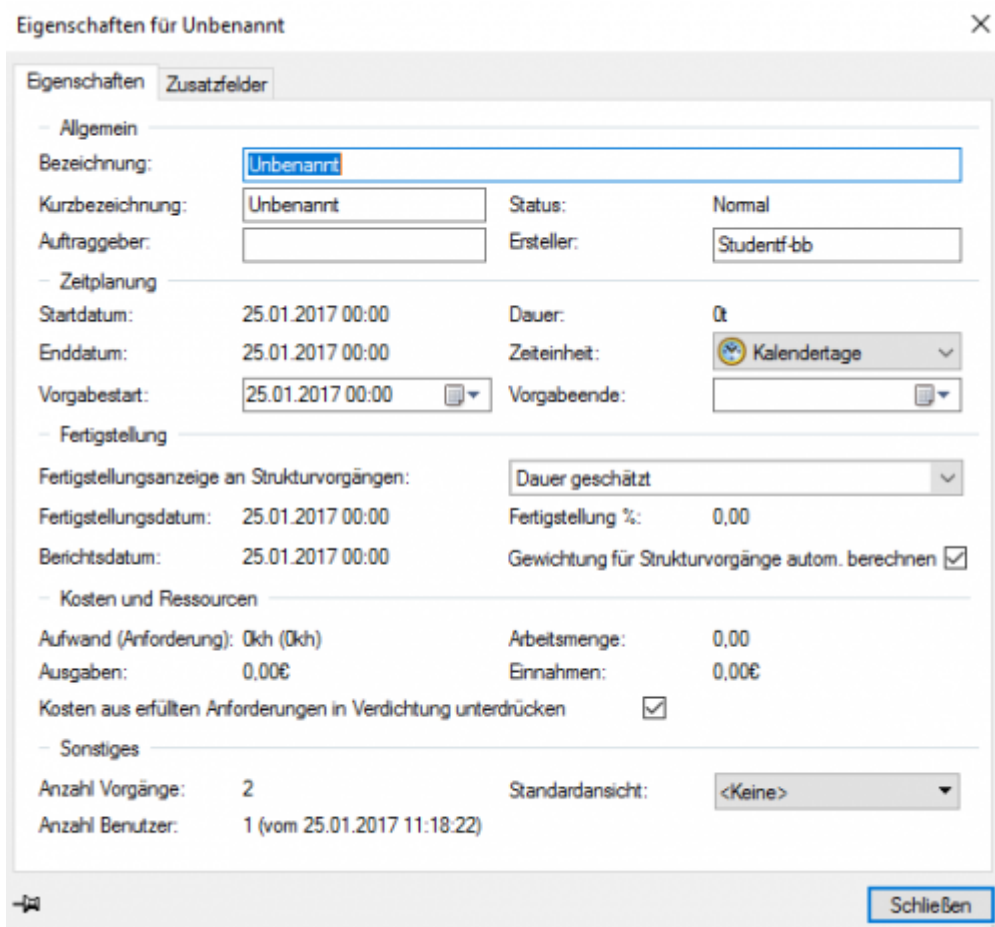 Eigenschaften für Unbenannt
Eigenschaften Zusatzfelder
Allgemein
Bezeichnung: Unbenannt
Kurzbezeichnung: Unbenannt Status: Normal
Auftraggeber: Ersteller: Studentf-bb
Zeitplanung
Startdatum: 25.01.2017 00:00 Dauer: 0t
Enddatum: 25.01.2017 00:00 Zeiteinheit: Kalendertage
Vorgabestart: 25.01.2017 00:00 Vorgabeende:
Fertigstellung
Fertigstellungsanzeige an Strukturvorgängen: Dauer geschätzt
Fertigstellungsdatum: 25.01.2017 00:00 Fertigstellung %: 0,00
Berichtsdatum: 25.01.2017 00:00 Gewichtung für Strukturvorgänge autom. berechnen
Kosten und Ressourcen
Aufwand (Anforderung): 0kh (0kh) Arbeitsmenge: 0,00
Ausgaben: 0,00€ Einnahmen: 0,00€
Kosten aus erfüllten Anforderungen in Verdichtung unterdrücken
Sonstiges
Anzahl Vorgänge: 2 Standardansicht: <Keine>
Anzahl Benutzer: 1 (vom 25.01.2017 11:18:22)
Schließen